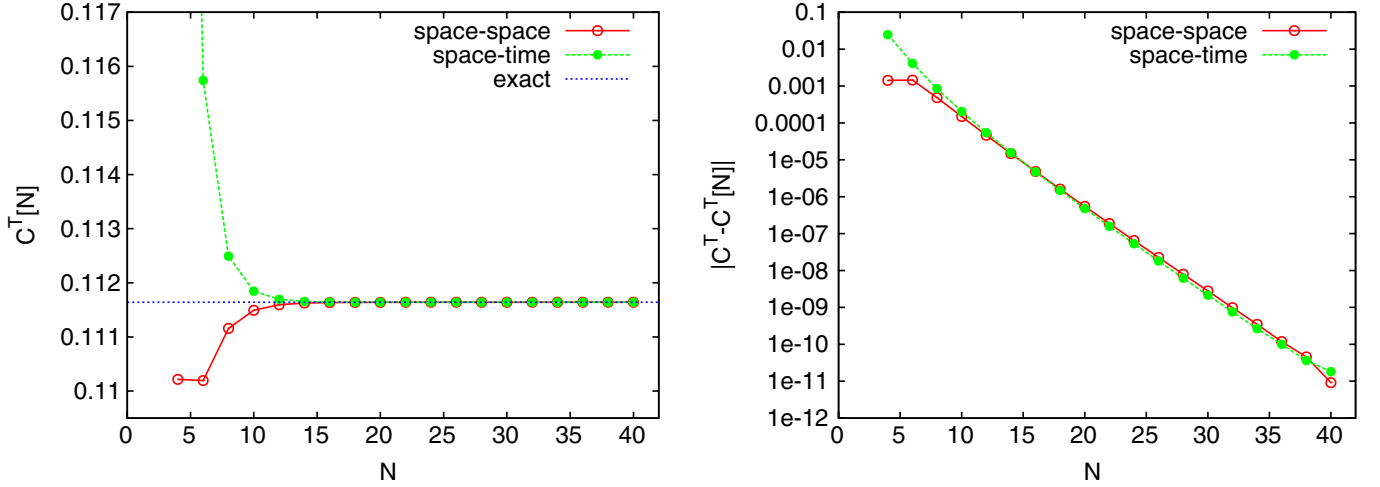 0.117
0.116
0.115
0.114
0.113
0.112
0.111
0.11
C^T[N]
0 5 10 15 20 25 30 35 40
N
space-space
space-time
exact
0.1
0.01
0.001
0.0001
1e-05
1e-06
1e-07
1e-08
1e-09
1e-10
1e-11
1e-12
|C^T-C^T[N]|
0 5 10 15 20 25 30 35 40
N
space-space
space-time